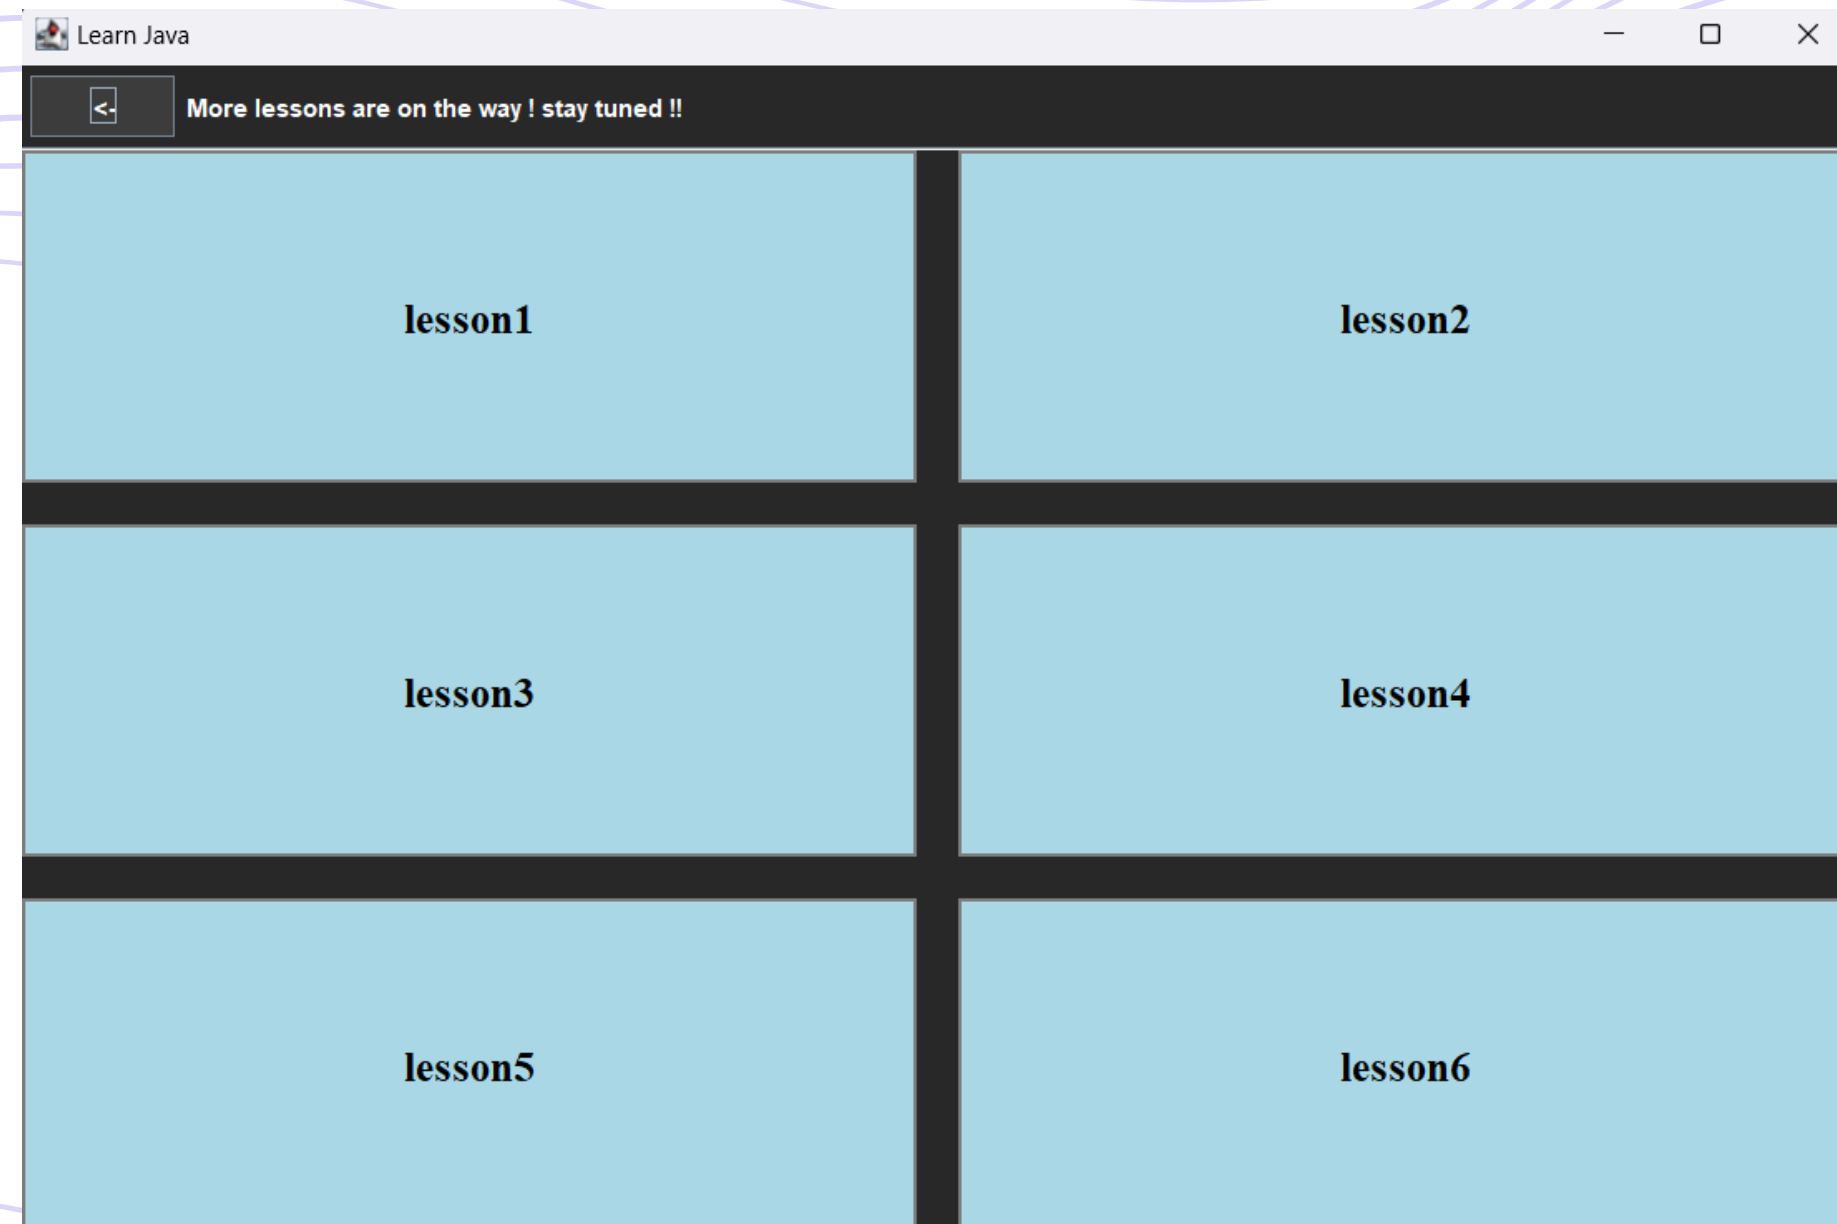 Learn Java
<- More lessons are on the way ! stay tuned !!
lesson1 lesson2
lesson3 lesson4
lesson5 lesson6